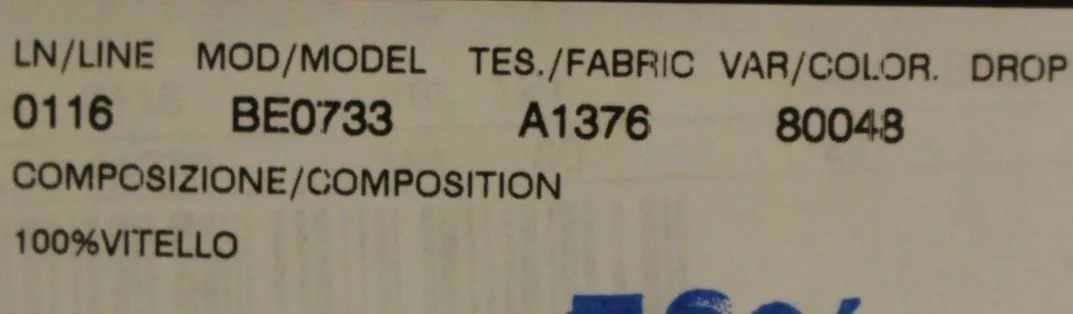 LN/LINE MOD/MODEL TES./FABRIC VAR/COLOR. DROP
0116 BE0733 A1376 80048
COMPOSIZIONE/COMPOSITION
100%VITELLO